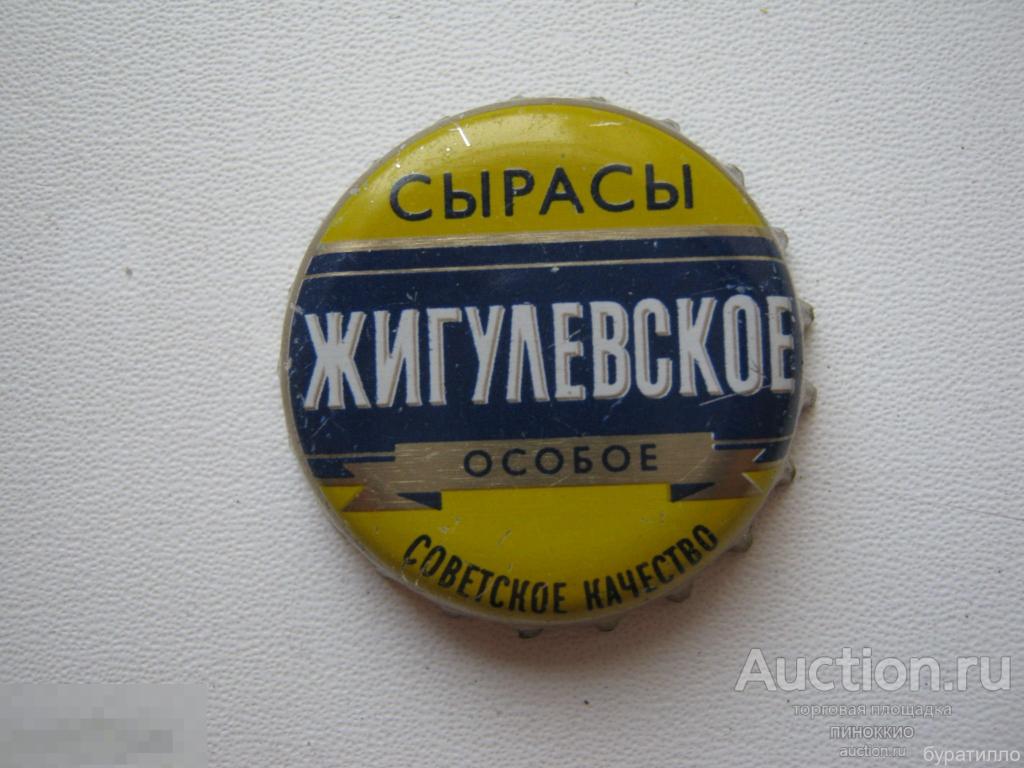 СЫРАСЫ
ЖИГУЛЕВСКОЕ
ОСОБОЕ
СОВЕТСКОЕ КАЧЕСТВО
Auction.ru
торговая площадка
пиноккио
auction.ru
буратилло